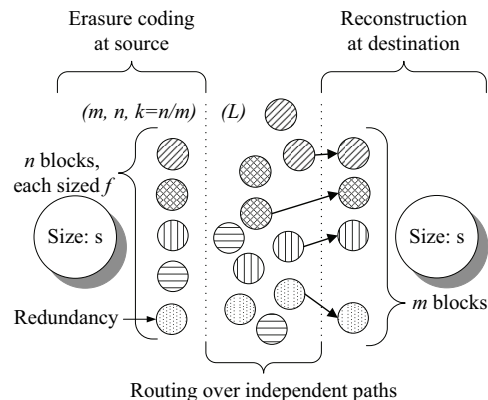 Erasure coding
at source
Reconstruction
at destination
(m, n, k=n/m)
(L)
n blocks,
each sized f
Size: s
Size: s
Redundancy
m blocks
Routing over independent paths